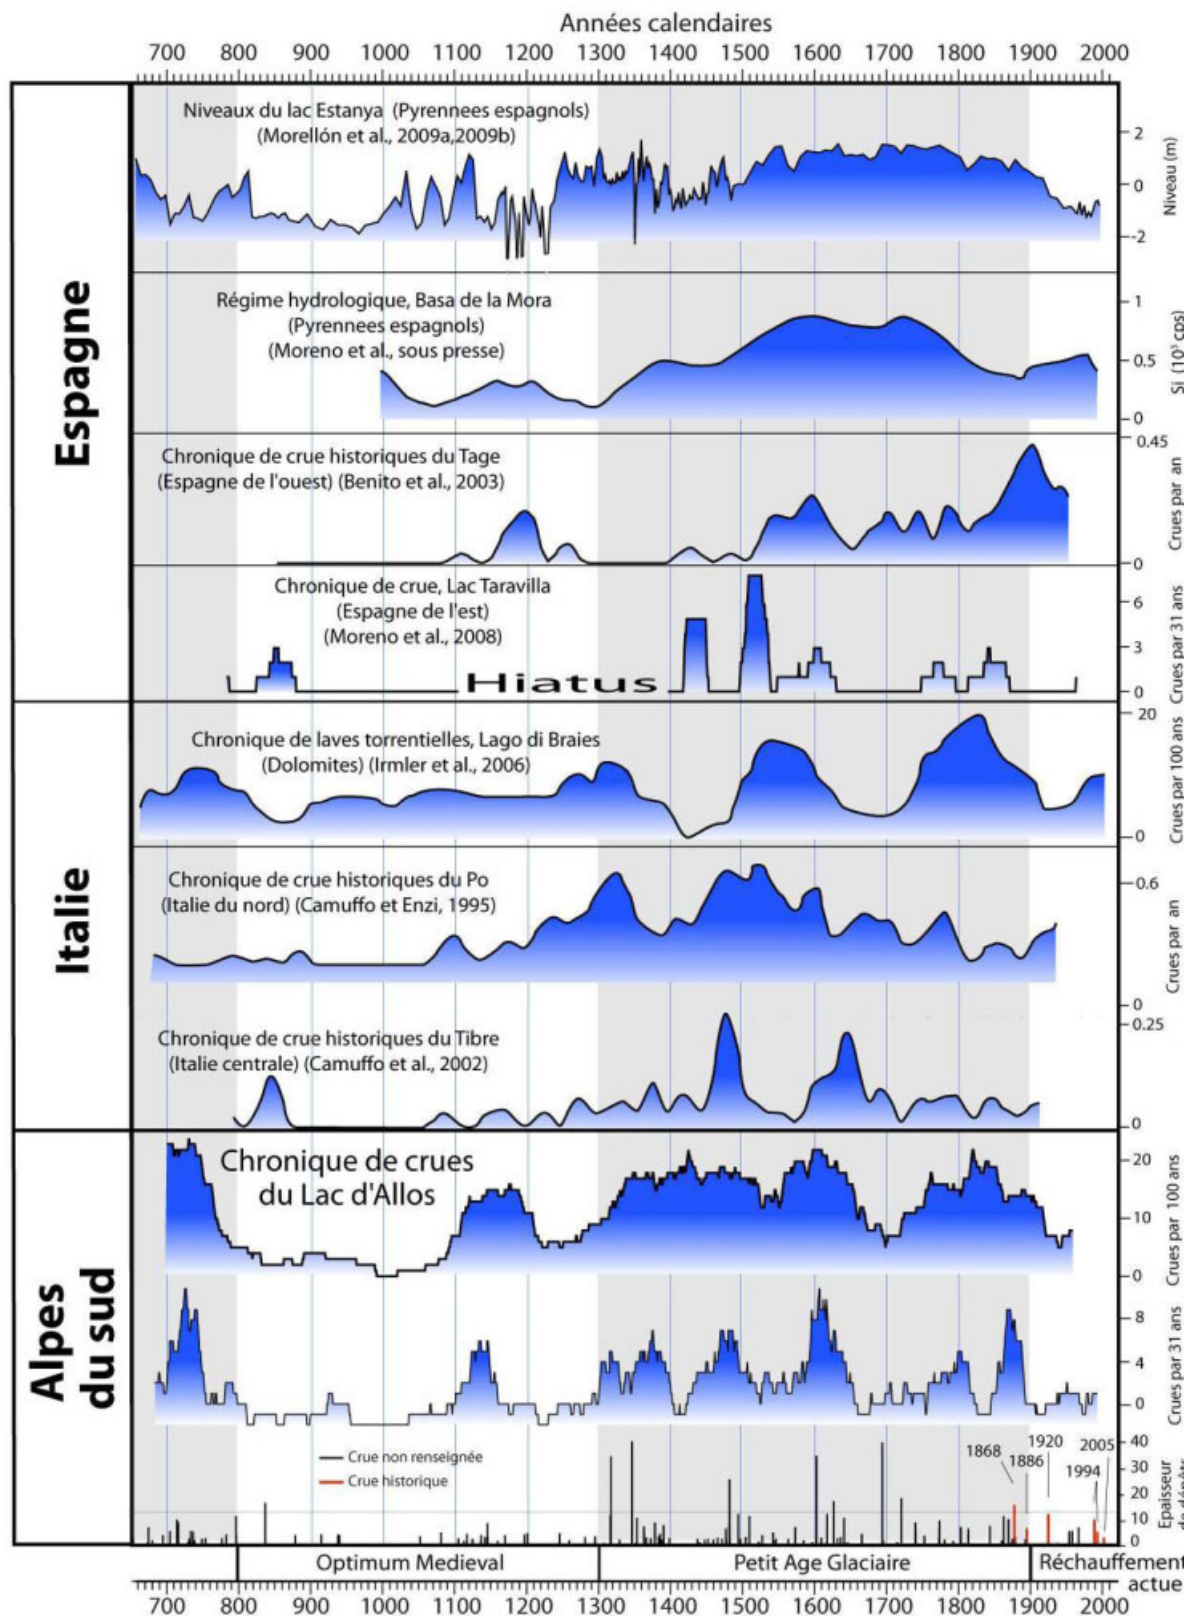 Années calendaires
700 800 900 1000 1100 1200 1300 1400 1500 1600 1700 1800 1900 2000
Espagne
Niveaux du lac Estanya (Pyrennees espagnols)
(Morellón et al., 2009a,2009b)
2
0
-2
Niveau (m)
Régime hydrologique, Basa de la Mora
(Pyrennees espagnols)
(Moreno et al., sous presse)
1
0.5
0
Si (10³ cps)
Chronique de crue historiques du Tage
(Espagne de l'ouest) (Benito et al., 2003)
0.45
0
Crues par an
Chronique de crue, Lac Taravilla
(Espagne de l'est)
(Moreno et al., 2008)
Hiatus
6
3
0
Crues par 31 ans
Italie
Chronique de laves torrentielles, Lago di Braies
(Dolomites) (Irmler et al., 2006)
20
0
Crues par 100 ans
Chronique de crue historiques du Po
(Italie du nord) (Camuffo et Enzi, 1995)
0.6
0
Crues par an
Chronique de crue historiques du Tibre
(Italie centrale) (Camuffo et al., 2002)
0.25
0
Alpes
du sud
Chronique de crues
du Lac d'Allos
20
10
0
Crues par 100 ans
8
4
0
Crues par 31 ans
Crue non renseignée
Crue historique
1868
1886
1920
1994
2005
40
30
20
10
0
Epaisseur
de dépôts
Optimum Medieval
Petit Age Glaciaire
Réchauffement
actue
700 800 900 1000 1100 1200 1300 1400 1500 1600 1700 1800 1900 2000